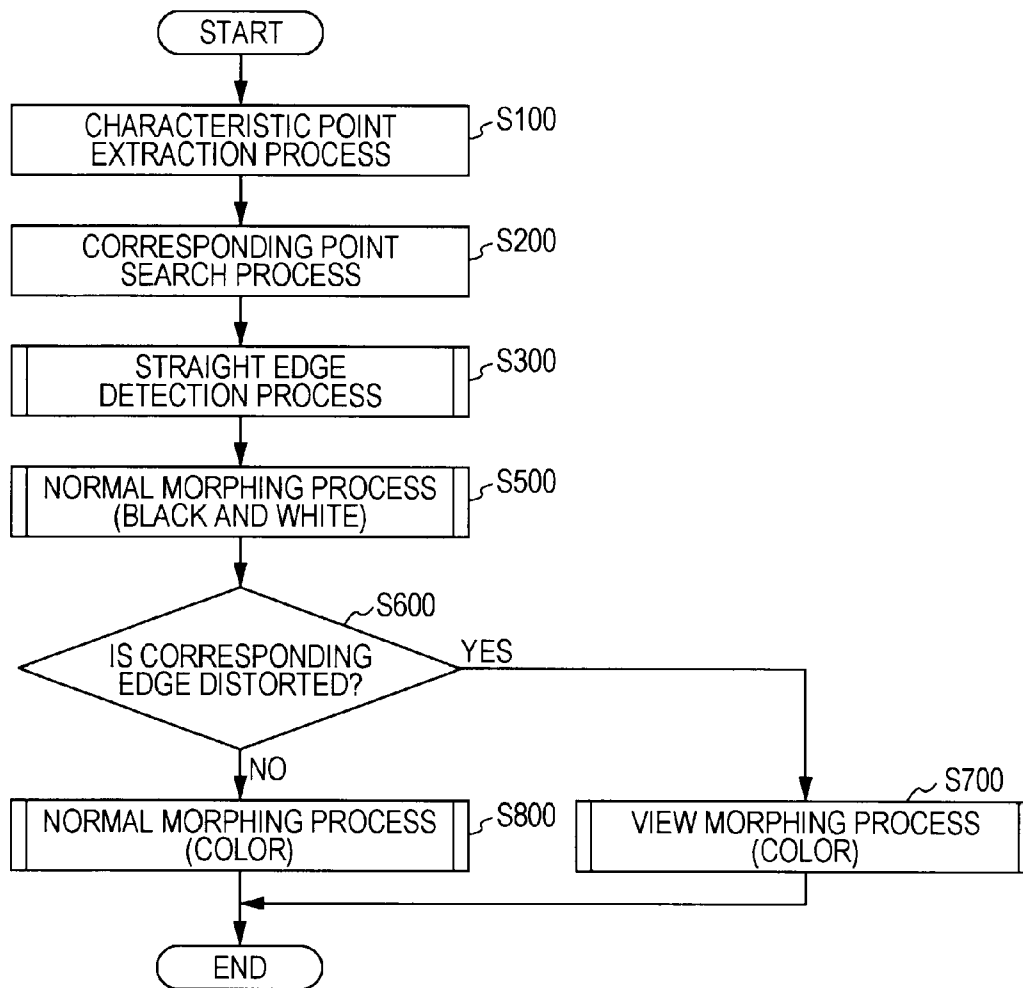 START
CHARACTERISTIC POINT
EXTRACTION PROCESS
S100
CORRESPONDING POINT
SEARCH PROCESS
S200
STRAIGHT EDGE
DETECTION PROCESS
S300
NORMAL MORPHING PROCESS
(BLACK AND WHITE)
S500
S600
IS CORRESPONDING
EDGE DISTORTED?
YES
NO
NORMAL MORPHING PROCESS
(COLOR)
S800
S700
VIEW MORPHING PROCESS
(COLOR)
END